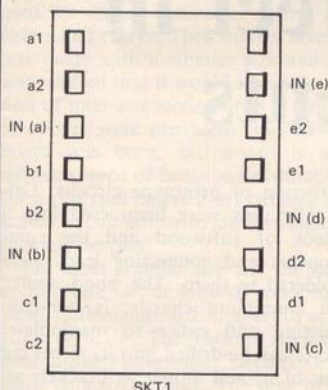 a1
a2
IN (a)
b1
b2
IN (b)
c1
c2
IN (e)
e2
e1
IN (d)
d2
d1
IN (c)
SKT1